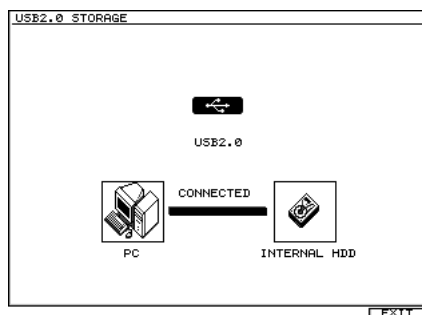 USB2.0 STORAGE
USB2.0
CONNECTED
PC
INTERNAL HDD
EXIT